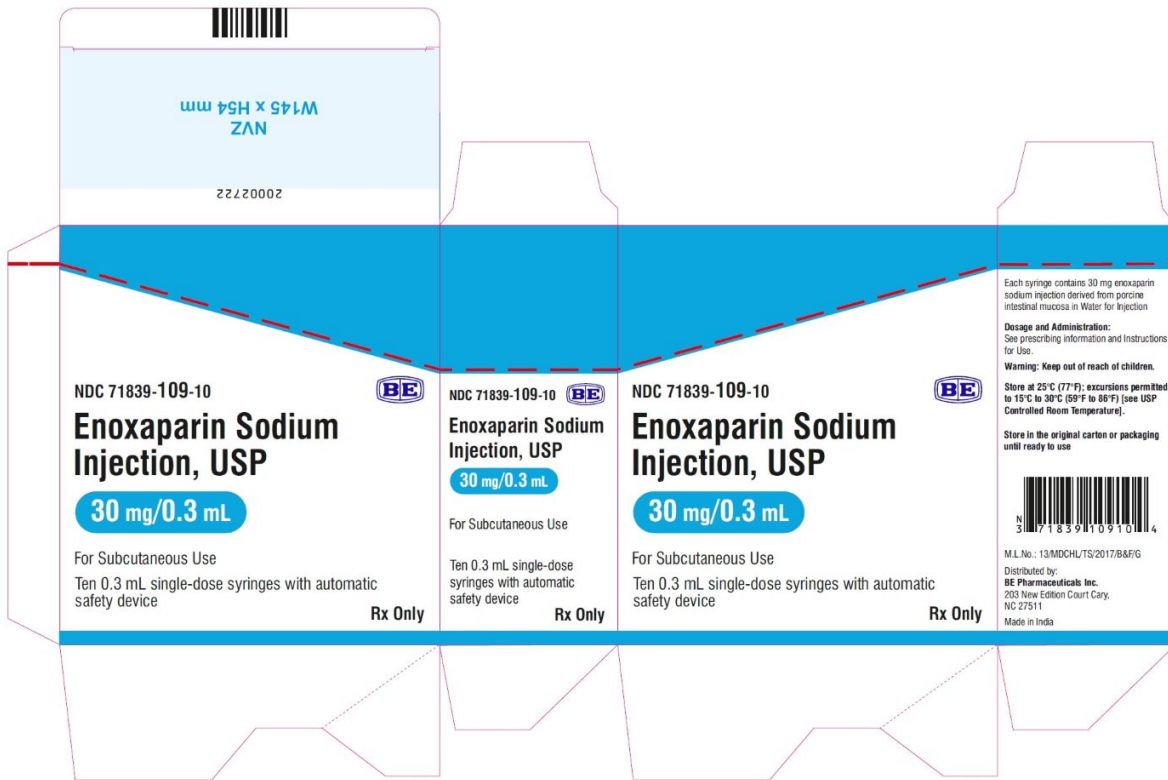 NVZ
W145 x H54 mm
20002722
NDC 71839-109-10
BE
Enoxaparin Sodium
Injection, USP
30 mg/0.3 mL
For Subcutaneous Use
Ten 0.3 mL single-dose syringes with automatic
safety device
Rx Only
NDC 71839-109-10
BE
Enoxaparin Sodium
Injection, USP
30 mg/0.3 mL
For Subcutaneous Use
Ten 0.3 mL single-dose
syringes with automatic
safety device
Rx Only
NDC 71839-109-10
BE
Enoxaparin Sodium
Injection, USP
30 mg/0.3 mL
For Subcutaneous Use
Ten 0.3 mL single-dose syringes with automatic
safety device
Rx Only
Each syringe contains 30 mg enoxaparin
sodium injection derived from porcine
intestinal mucosa in Water for Injection
Dosage and Administration:
See prescribing information and Instructions
for Use.
Warning: Keep out of reach of children.
Store at 25°C (77°F); excursions permitted
to 15°C to 30°C (59°F to 86°F) [see USP
Controlled Room Temperature].
Store in the original carton or packaging
until ready to use
N
3 71839 10910 4
M.L.No.: 13/MDCHL/TS/2017/B&F/G
Distributed by:
BE Pharmaceuticals Inc.
203 New Edition Court Cary,
NC 27511
Made in India